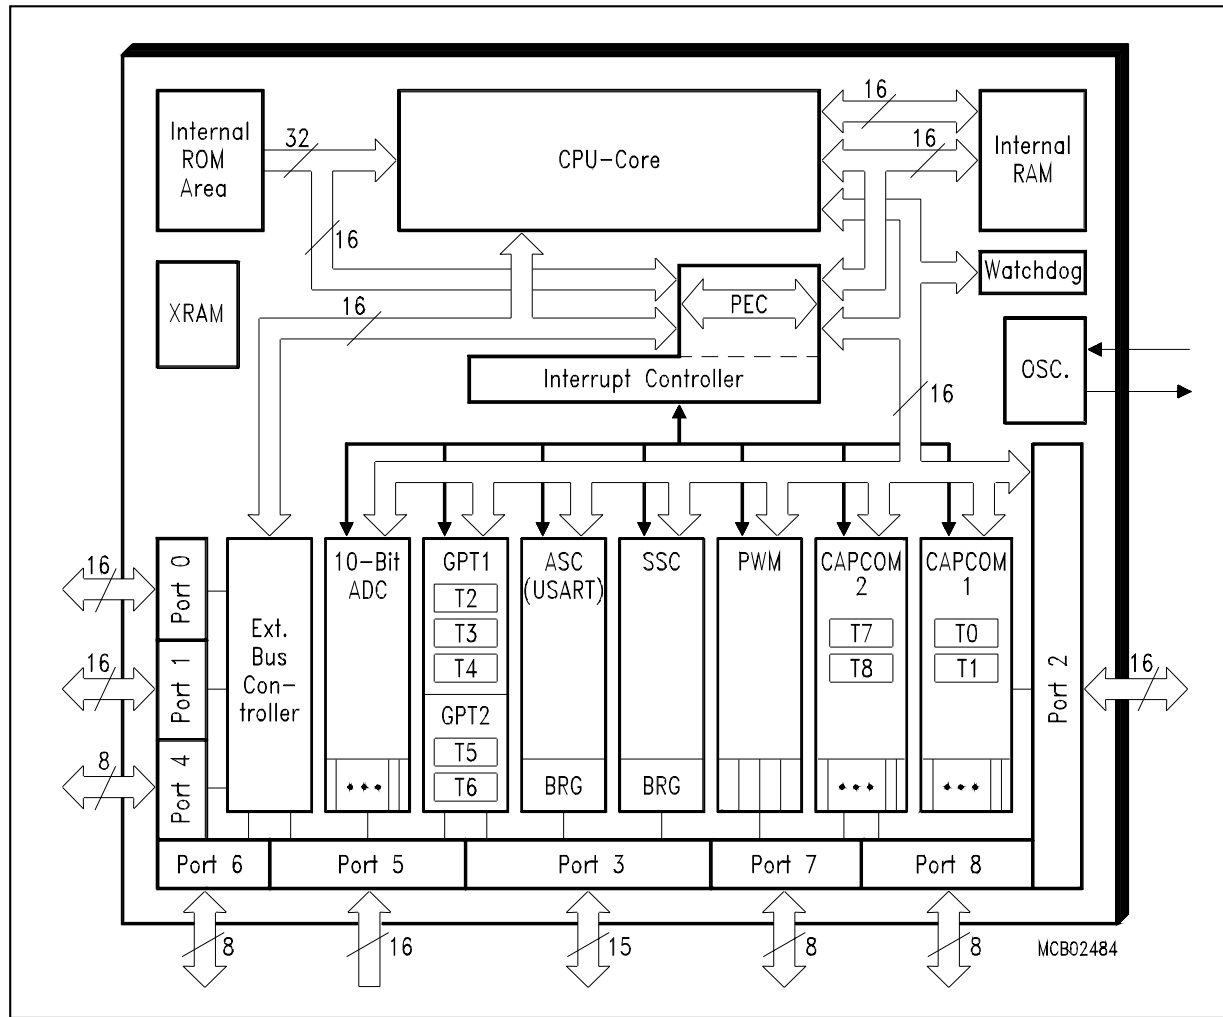 Internal
ROM
Area
32
16
CPU-Core
16
16
Internal
RAM
XRAM
16
PEC
Interrupt Controller
Watchdog
OSC.
16
16
Port 0
16
Port 1
8
Port 4
Ext.
Bus
Con-
troller
10-Bit
ADC
GPT1
T2
T3
T4
GPT2
T5
T6
ASC
(USART)
BRG
SSC
BRG
PWM
CAPCOM
2
T7
T8
CAPCOM
1
T0
T1
Port 2
16
Port 6
Port 5
Port 3
Port 7
Port 8
8
16
15
8
8
MCB02484